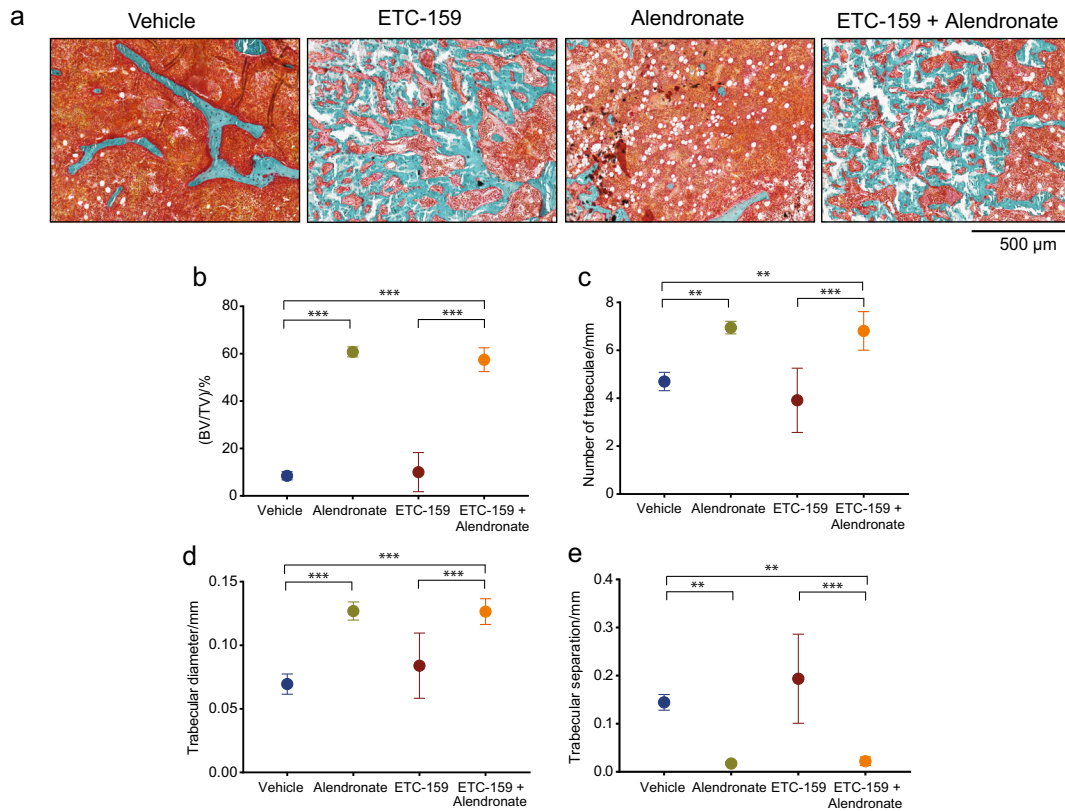 a
Vehicle
ETC-159
Alendronate
ETC-159 + Alendronate
500 µm
b
(BV/TV)/%
80
60
40
20
0
***
***
***
Vehicle
Alendronate
ETC-159
ETC-159 +
Alendronate
c
Number of trabeculae/mm
8
6
4
2
0
**
**
***
Vehicle
Alendronate
ETC-159
ETC-159 +
Alendronate
d
Trabecular diameter/mm
0.15
0.10
0.05
0.00
***
***
***
Vehicle
Alendronate
ETC-159
ETC-159 +
Alendronate
e
Trabecular separation/mm
0.4
0.3
0.2
0.1
0.0
**
**
***
Vehicle
Alendronate
ETC-159
ETC-159 +
Alendronate